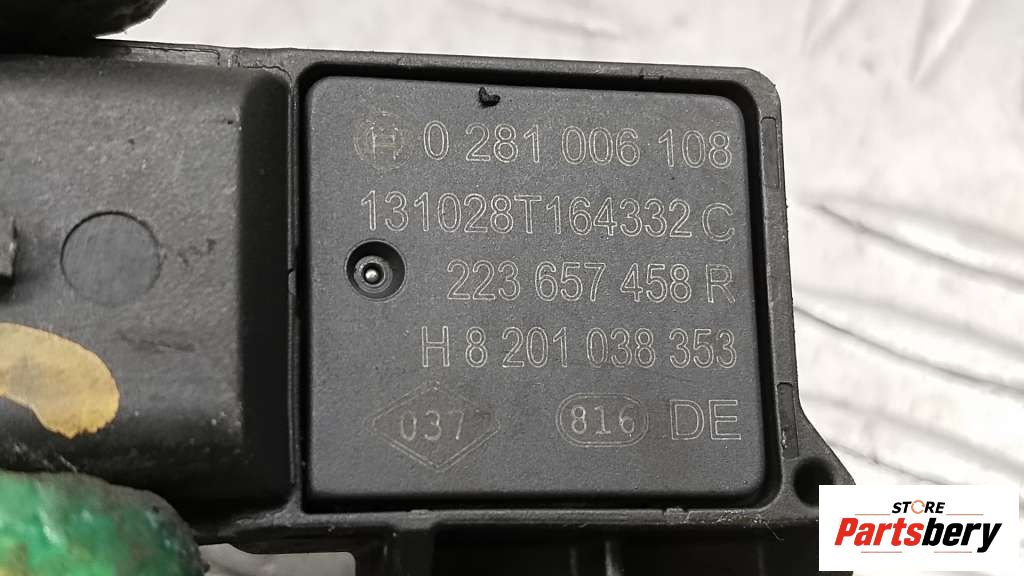 H 0 281 006 108
131028T164332 C
223 657 458 R
H 8 201 038 353
037 816 DE
STORE
Partsbery